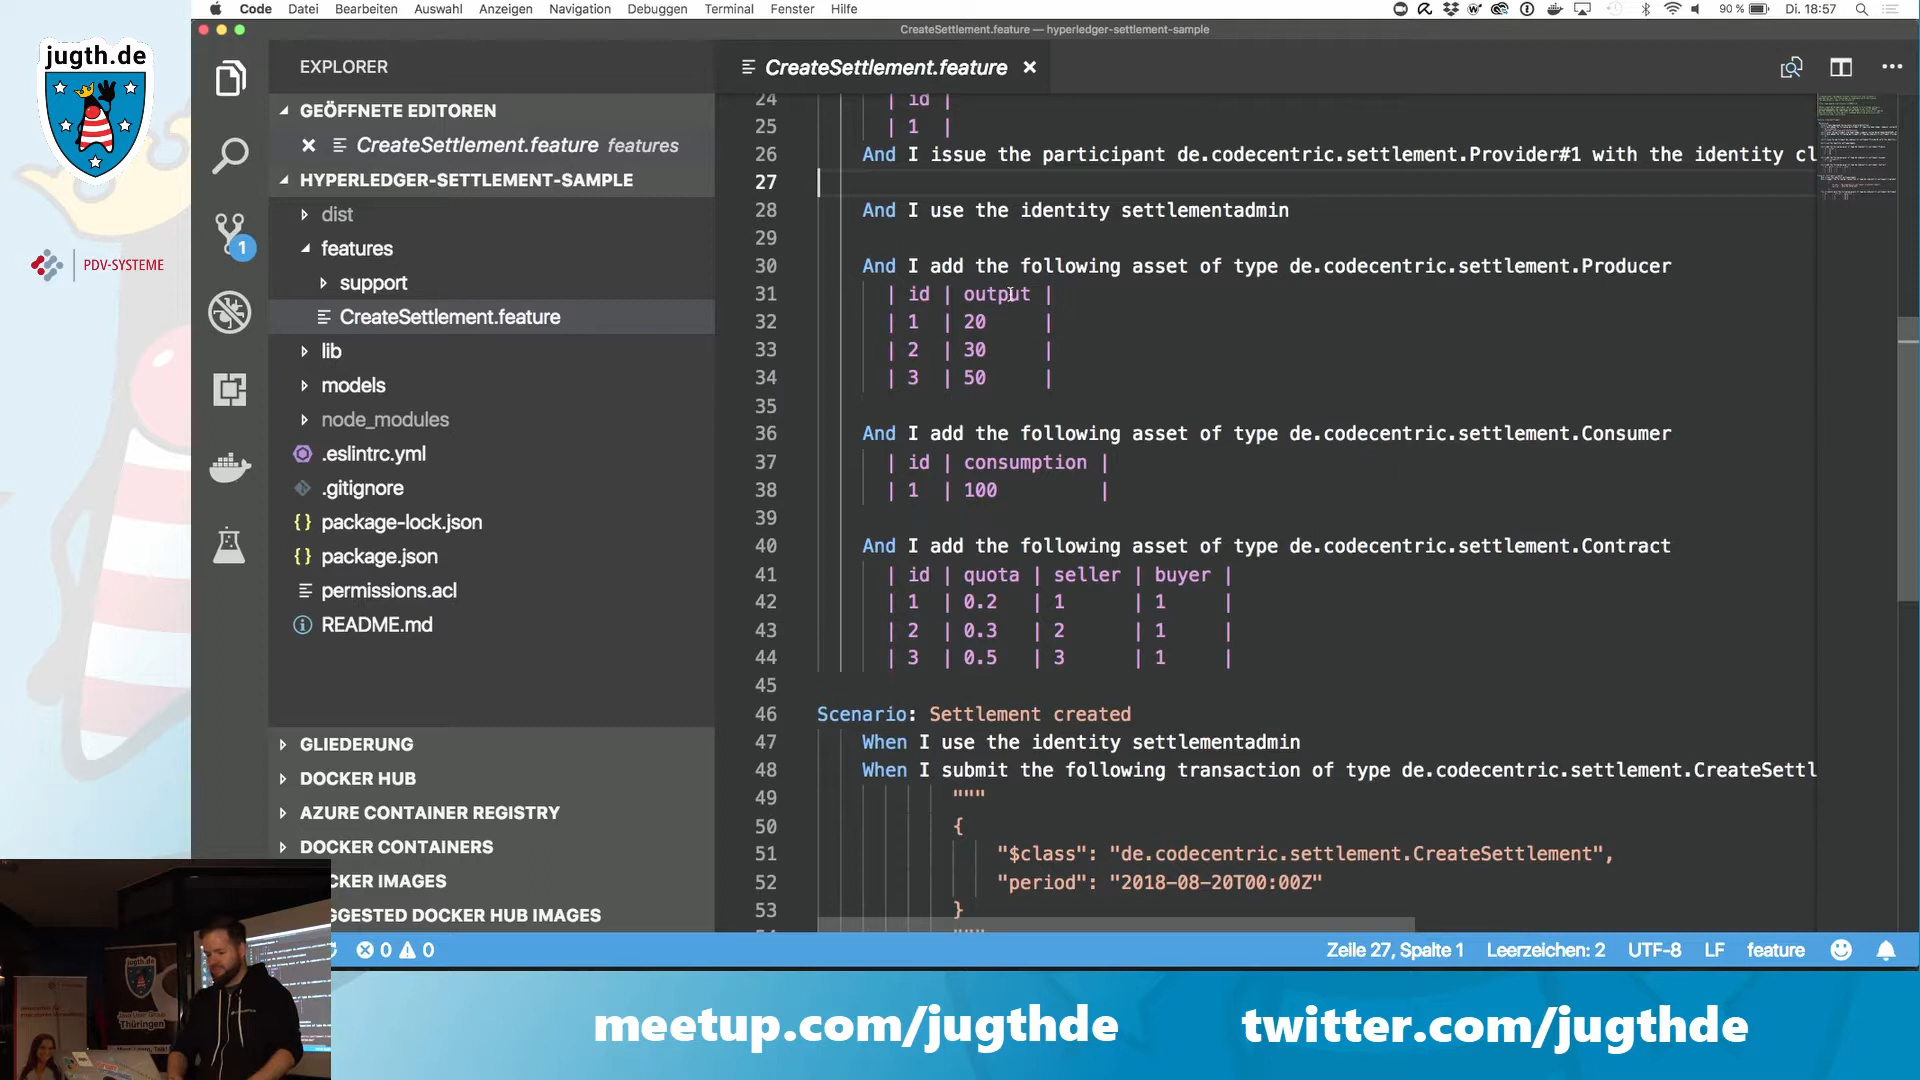 Code Datei Bearbeiten Auswahl Anzeigen Navigation Debuggen Terminal Fenster Hilfe
90 % Di. 18:57
CreateSettlement.feature — hyperledger-settlement-sample
jugth.de
PDV-SYSTEME
EXPLORER
GEÖFFNETE EDITOREN
CreateSettlement.feature features
HYPERLEDGER-SETTLEMENT-SAMPLE
dist
features
support
CreateSettlement.feature
lib
models
node_modules
.eslintrc.yml
.gitignore
package-lock.json
package.json
permissions.acl
README.md
GLIEDERUNG
DOCKER HUB
AZURE CONTAINER REGISTRY
DOCKER CONTAINERS
CKER IMAGES
GGESTED DOCKER HUB IMAGES
1
CreateSettlement.feature
24 | id |
25 | 1 |
26 And I issue the participant de.codecentric.settlement.Provider#1 with the identity cl
27
28 And I use the identity settlementadmin
29
30 And I add the following asset of type de.codecentric.settlement.Producer
31 | id | output |
32 | 1 | 20 |
33 | 2 | 30 |
34 | 3 | 50 |
35
36 And I add the following asset of type de.codecentric.settlement.Consumer
37 | id | consumption |
38 | 1 | 100 |
39
40 And I add the following asset of type de.codecentric.settlement.Contract
41 | id | quota | seller | buyer |
42 | 1 | 0.2 | 1 | 1 |
43 | 2 | 0.3 | 2 | 1 |
44 | 3 | 0.5 | 3 | 1 |
45
46 Scenario: Settlement created
47 When I use the identity settlementadmin
48 When I submit the following transaction of type de.codecentric.settlement.CreateSettl
49 """
50 {
51 "$class": "de.codecentric.settlement.CreateSettlement",
52 "period": "2018-08-20T00:00Z"
53 }
0 0
Zeile 27, Spalte 1 Leerzeichen: 2 UTF-8 LF feature
jugth.de
Java User Group
Thüringen
meetup.com/jugthde
twitter.com/jugthde